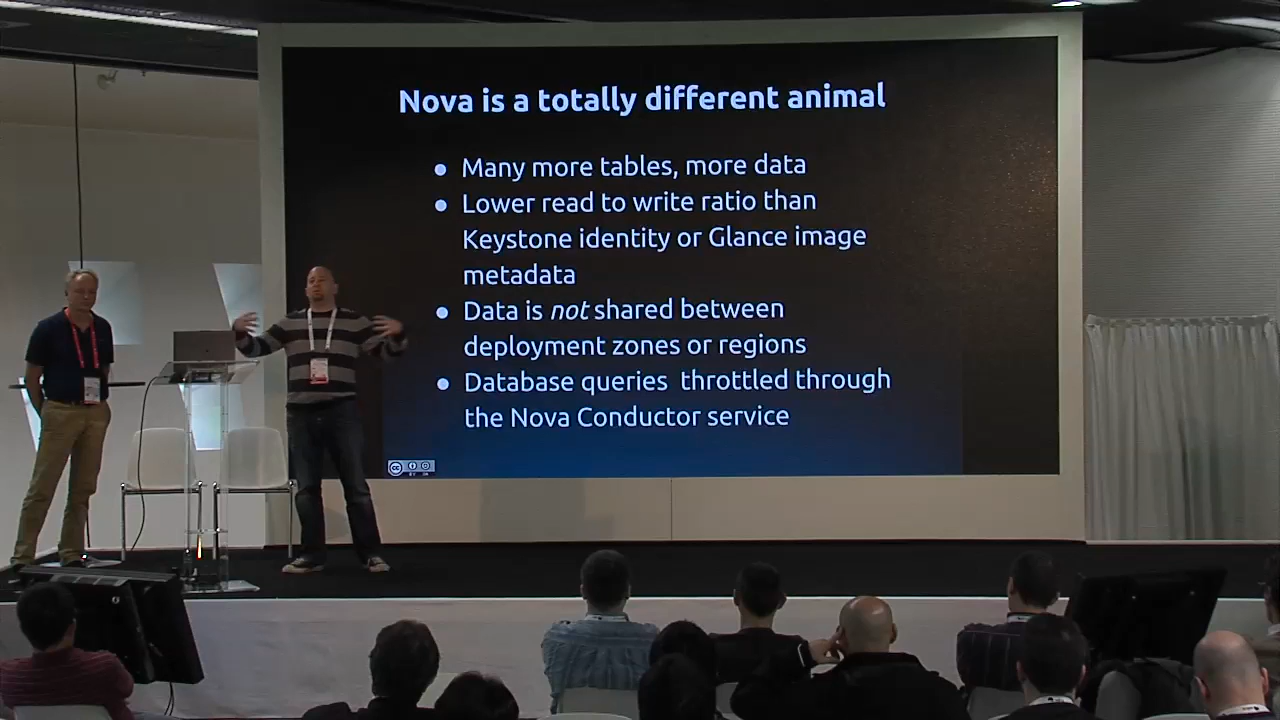 Nova is a totally different animal
● Many more tables, more data
● Lower read to write ratio than
Keystone identity or Glance image
metadata
● Data is not shared between
deployment zones or regions
● Database queries  throttled through
the Nova Conductor service